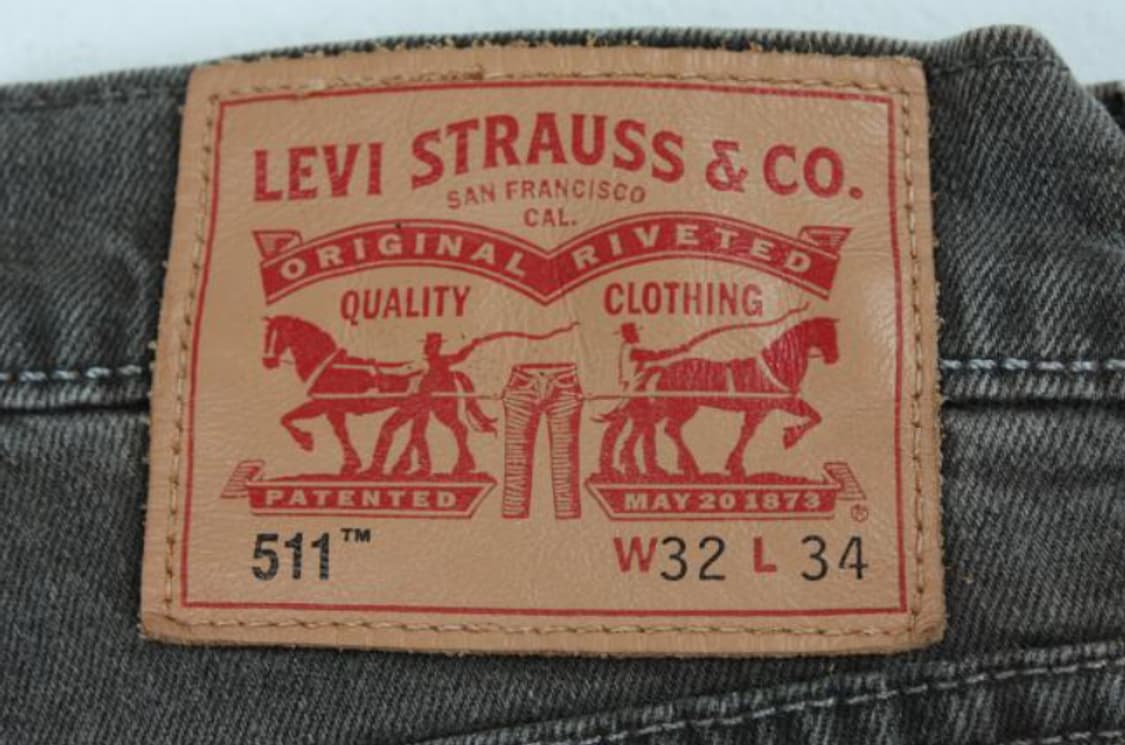 LEVI STRAUSS & CO.
SAN FRANCISCO
CAL.
ORIGINAL RIVETED
QUALITY CLOTHING
PATENTED MAY 20 1873 ®
511™ W32 L 34